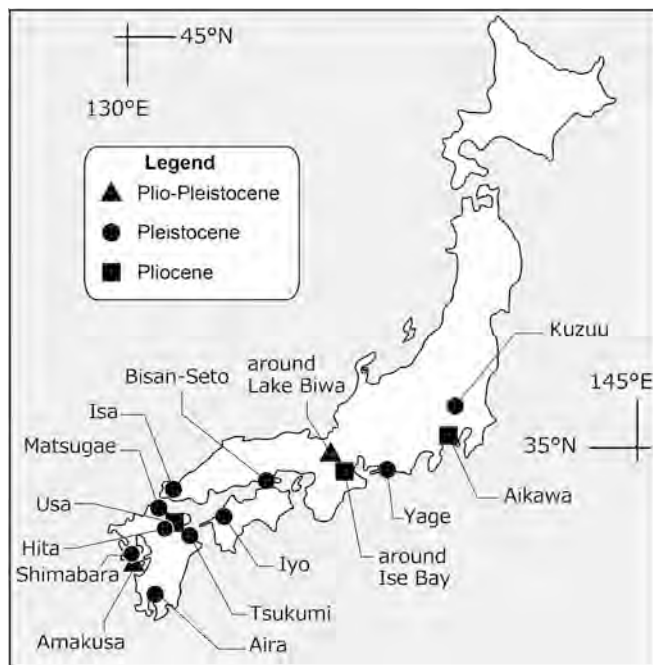 45°N
130°E
Legend
Plio-Pleistocene
Pleistocene
Pliocene
Kuzuu
around
Lake Biwa
Bisan-Seto
145°E
Isa
35°N
Matsugae
Aikawa
Usa
Yage
Hita
Iyo
around
Ise Bay
Shimabara
Tsukumi
Amakusa
Aira